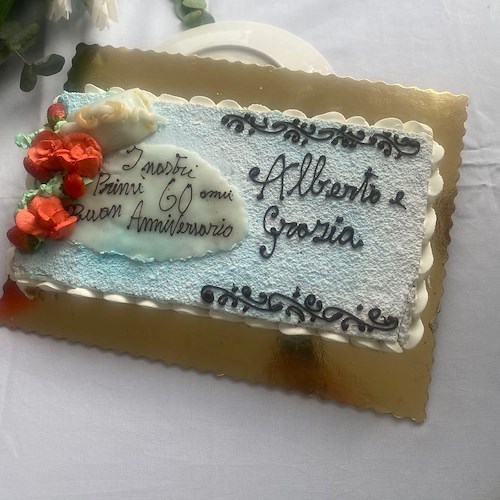 I nostri
Primi 60 anni
Buon Anniversario
Alberto e
Grazia